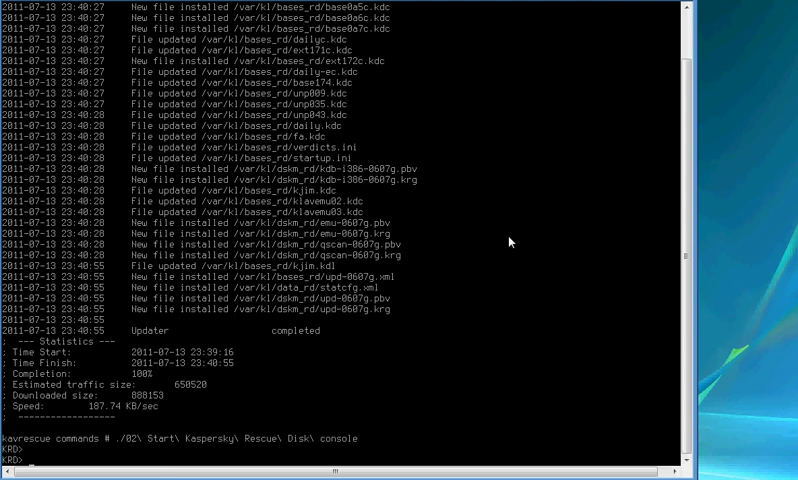 2011-07-13 23:40:27 New file installed /var/kl/bases_rd/base0a5c.kdc
2011-07-13 23:40:27 New file installed /var/kl/bases_rd/base0a6c.kdc
2011-07-13 23:40:27 New file installed /var/kl/bases_rd/base0a7c.kdc
2011-07-13 23:40:27 File updated /var/kl/bases_rd/dailyc.kdc
2011-07-13 23:40:27 File updated /var/kl/bases_rd/ext171c.kdc
2011-07-13 23:40:27 New file installed /var/kl/bases_rd/ext172c.kdc
2011-07-13 23:40:27 File updated /var/kl/bases_rd/daily-ec.kdc
2011-07-13 23:40:27 File updated /var/kl/bases_rd/base174.kdc
2011-07-13 23:40:27 File updated /var/kl/bases_rd/unp009.kdc
2011-07-13 23:40:27 File updated /var/kl/bases_rd/unp035.kdc
2011-07-13 23:40:28 File updated /var/kl/bases_rd/unp043.kdc
2011-07-13 23:40:28 File updated /var/kl/bases_rd/daily.kdc
2011-07-13 23:40:28 File updated /var/kl/bases_rd/fa.kdc
2011-07-13 23:40:28 File updated /var/kl/bases_rd/verdicts.ini
2011-07-13 23:40:28 File updated /var/kl/bases_rd/startup.ini
2011-07-13 23:40:28 New file installed /var/kl/dskm_rd/kdb-i386-0607g.pbv
2011-07-13 23:40:28 New file installed /var/kl/dskm_rd/kdb-i386-0607g.krg
2011-07-13 23:40:28 File updated /var/kl/bases_rd/kjim.kdc
2011-07-13 23:40:28 File updated /var/kl/bases_rd/klavemu02.kdc
2011-07-13 23:40:28 File updated /var/kl/bases_rd/klavemu03.kdc
2011-07-13 23:40:28 New file installed /var/kl/dskm_rd/emu-0607g.pbv
2011-07-13 23:40:28 New file installed /var/kl/dskm_rd/emu-0607g.krg
2011-07-13 23:40:28 New file installed /var/kl/dskm_rd/qscan-0607g.pbv
2011-07-13 23:40:28 New file installed /var/kl/dskm_rd/qscan-0607g.krg
2011-07-13 23:40:55 File updated /var/kl/bases_rd/kjim.kdl
2011-07-13 23:40:55 New file installed /var/kl/bases_rd/upd-0607g.xml
2011-07-13 23:40:55 New file installed /var/kl/data_rd/statcfg.xml
2011-07-13 23:40:55 New file installed /var/kl/dskm_rd/upd-0607g.pbv
2011-07-13 23:40:55 New file installed /var/kl/dskm_rd/upd-0607g.krg
2011-07-13 23:40:55
2011-07-13 23:40:55 Updater completed
; --- Statistics ---
; Time Start: 2011-07-13 23:39:16
; Time Finish: 2011-07-13 23:40:55
; Completion: 100%
; Estimated traffic size: 650520
; Downloaded size: 888153
; Speed: 187.74 KB/sec
; ------------------
kavrescue commands # ./02\ Start\ Kaspersky\ Rescue\ Disk\ console
KRD>
KRD> _